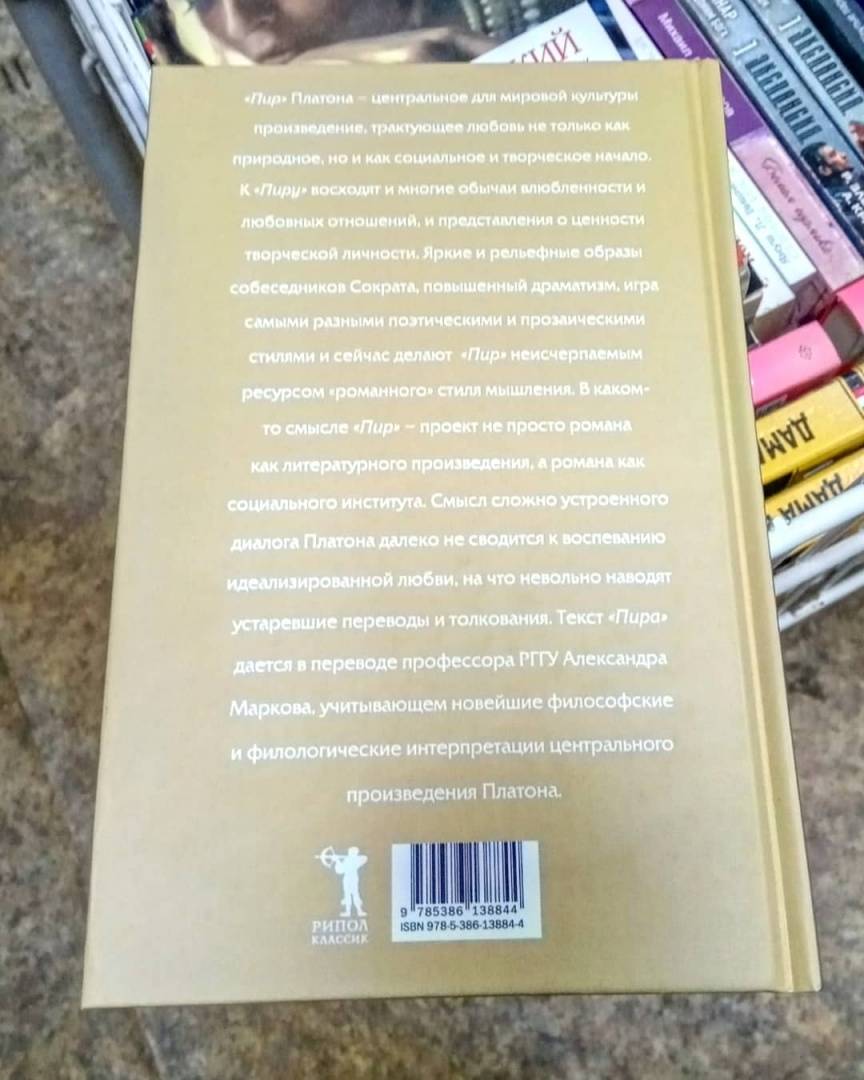 «Пир» Платона – центральное для мировой культуры
произведение, трактующее любовь не только как
природное, но и как социальное и творческое начало.
К «Пиру» восходят и многие обычаи влюбленности и
любовных отношений, и представления о ценности
творческой личности. Яркие и рельефные образы
собеседников Сократа, повышенный драматизм, игра
самыми разными поэтическими и прозаическими
стилями и сейчас делают «Пир» неисчерпаемым
ресурсом «романного» стиля мышления. В каком-
то смысле «Пир» – проект не просто романа
как литературного произведения, а романа как
социального института. Смысл сложно устроенного
диалога Платона далеко не сводится к воспеванию
идеализированной любви, на что невольно наводят
устаревшие переводы и толкования. Текст «Пира»
дается в переводе профессора РГГУ Александра
Маркова, учитывающем новейшие философские
и филологические интерпретации центрального
произведения Платона.
РИПОЛ
КЛАССИК
9 785386 138844
ISBN 978-5-386-13884-4
КИЙ
Михаил
ДАМ
ДАМА